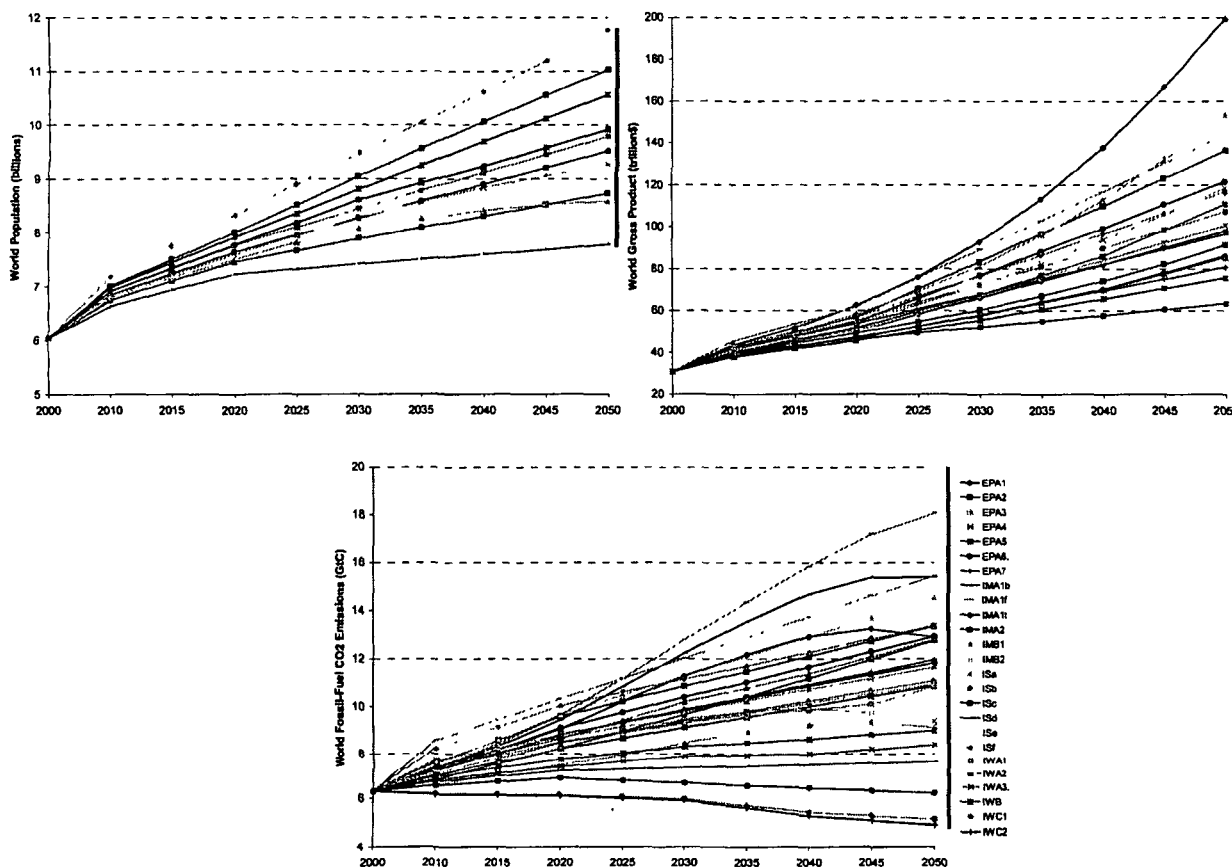 World Population (billions)
12
11
10
9
8
7
6
5
2000 2010 2015 2020 2025 2030 2035 2040 2045 2050
World Gross Product (trillion$)
200
180
160
140
120
100
80
60
40
20
2000 2010 2015 2020 2025 2030 2035 2040 2045 205
World Fossil-Fuel CO2 Emissions (GtC)
20
18
16
14
12
10
8
6
4
2000 2010 2015 2020 2025 2030 2035 2040 2045 2050
EPA1
EPA2
EPA3
EPA4
EPA5
EPA6.
EPA7
IMA1b
IMA1f
IMA1t
IMA2
IMB1
IMB2
ISa
ISb
ISc
ISd
ISe
ISf
IWA1
IWA2
IWA3.
IWB
IWC1
IWC2